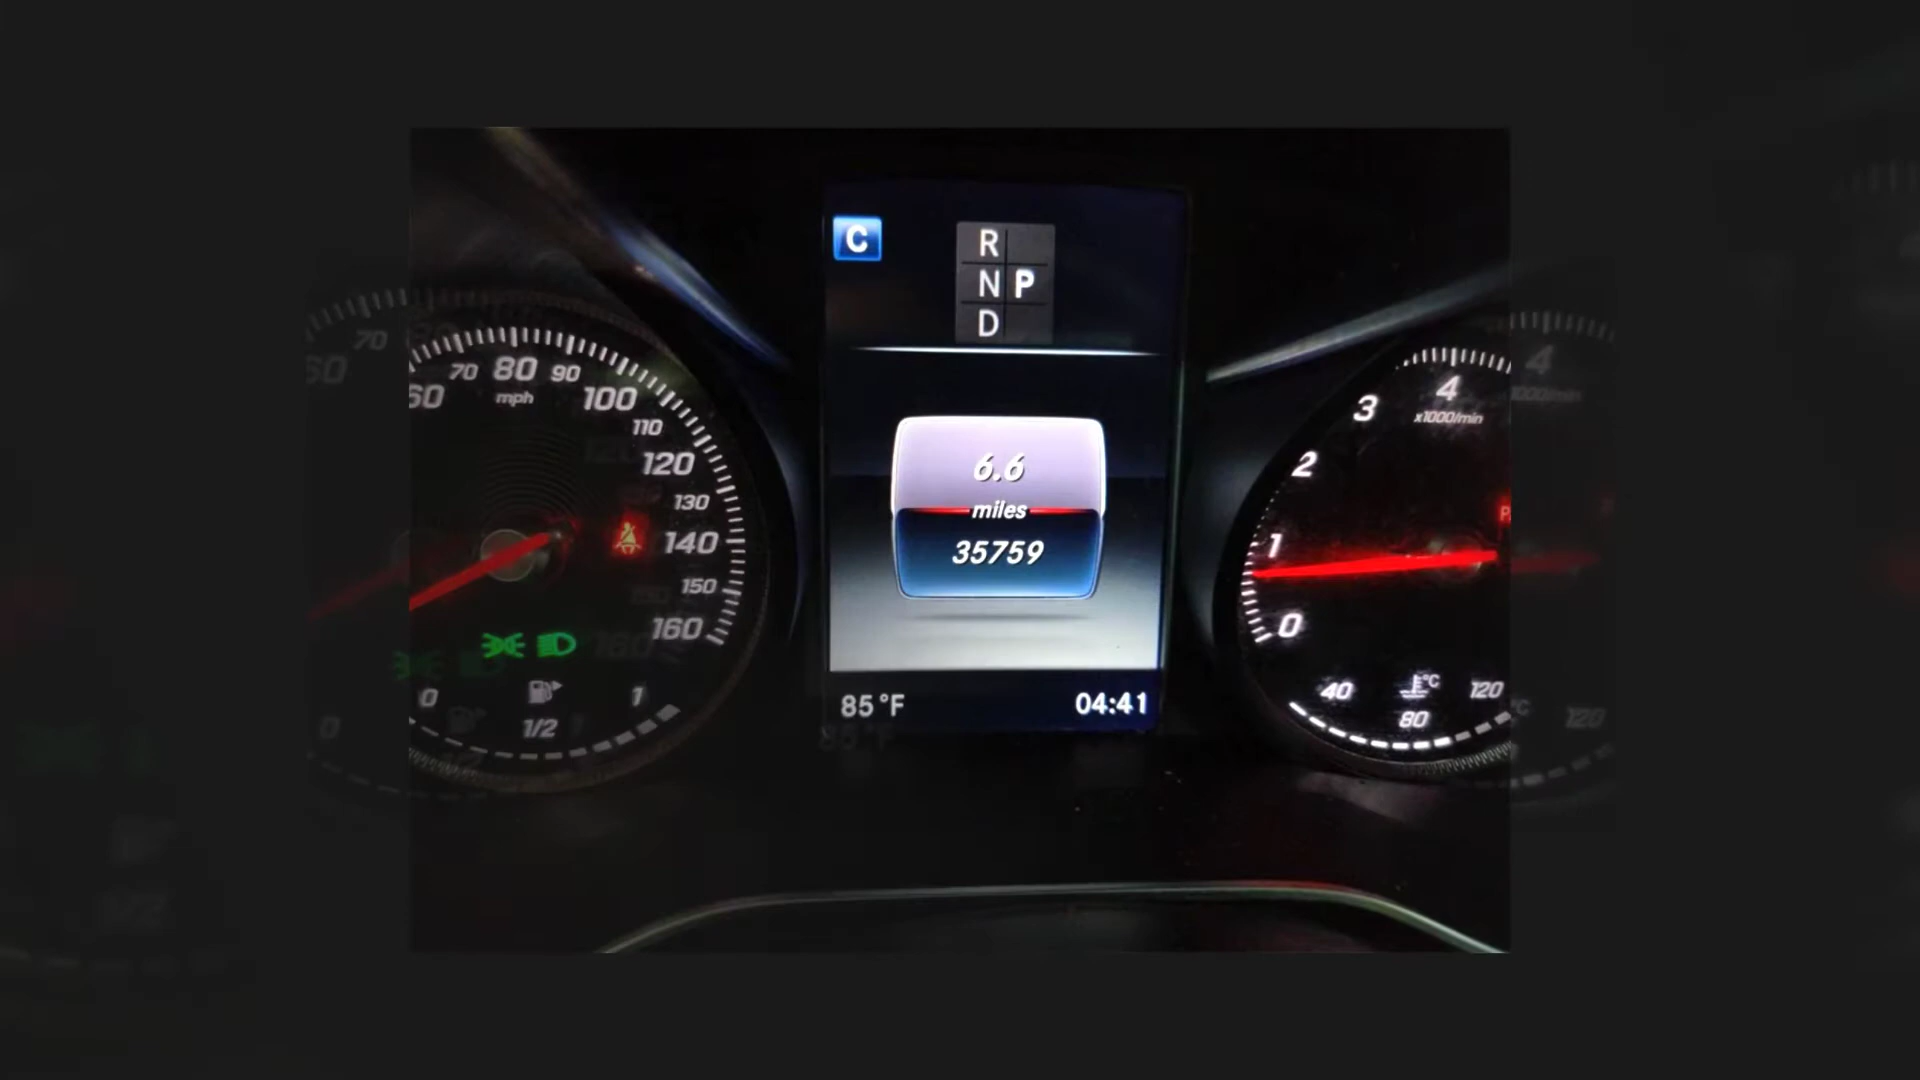 C
R
N P
D
60 70 80 90 100 110 120 130 140 150 160
mph
6.6
miles
35759
0 1/2 1
85°F
04:41
0 1 2 3 4
x1000/min
40 80 120
°C